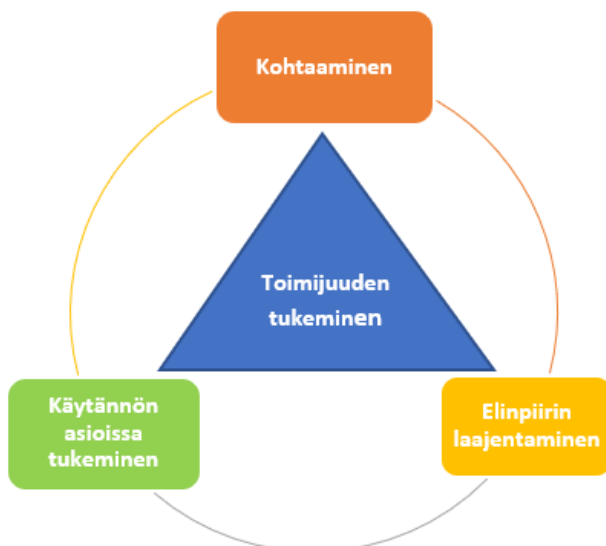 Kohtaaminen
Toimijuuden
tukeminen
Käytännön
asioissa
tukeminen
Elinpiirin
laajentaminen